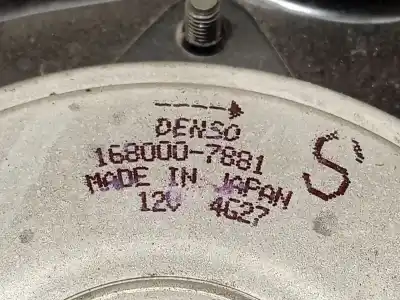 DENSO
168000-7881
MADE IN JAPAN
12V 4G27
S